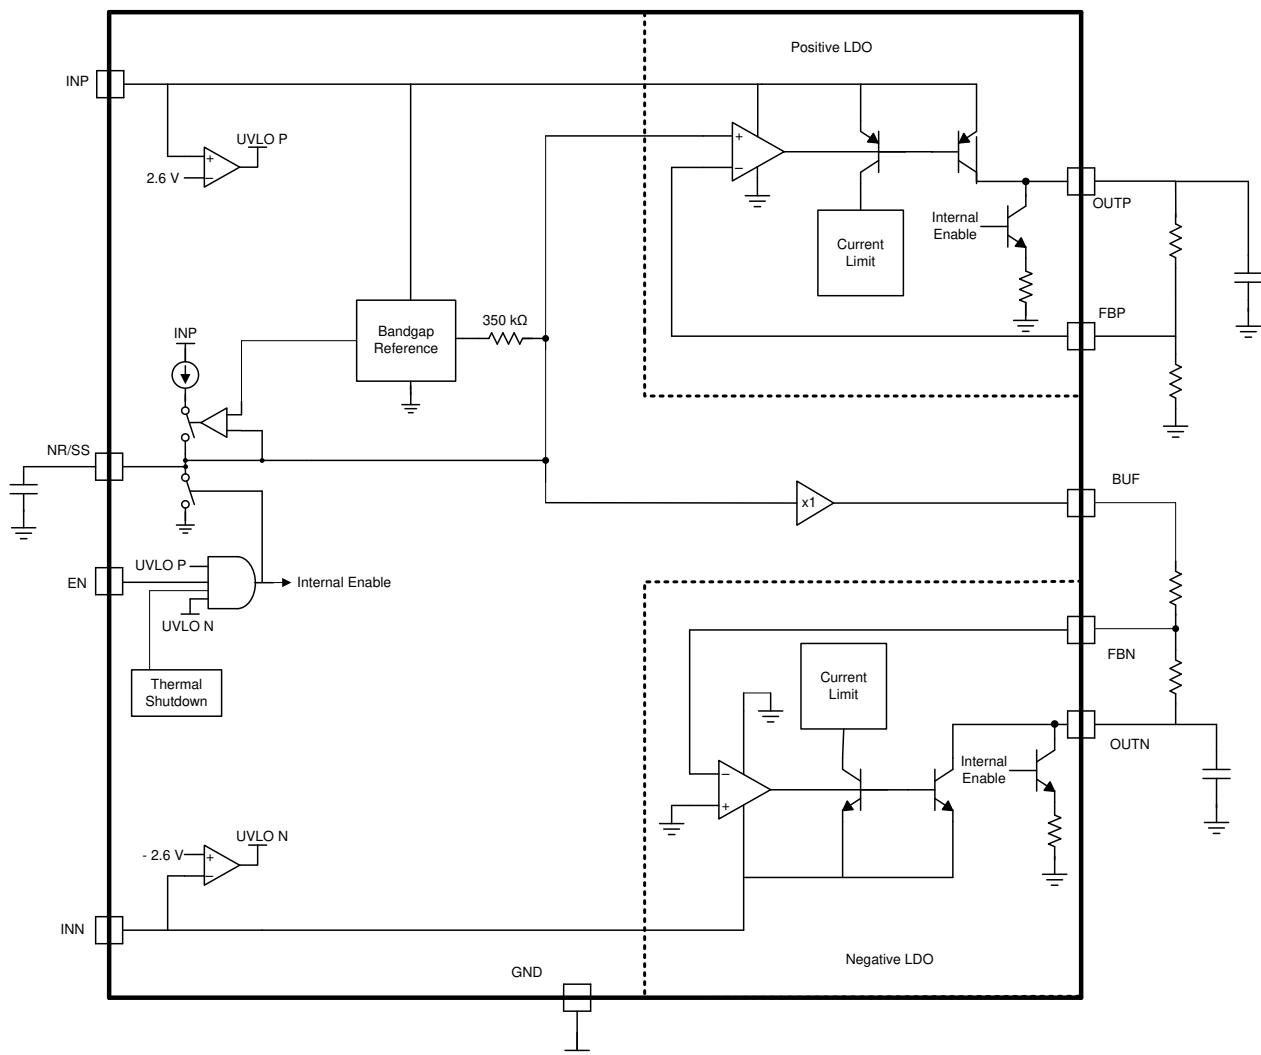 Positive LDO
INP
UVLO P
+
2.6 V
−
+
−
OUTP
Internal
Enable
Current
Limit
FBP
350 kΩ
Bandgap
Reference
INP
NR/SS
BUF
x1
UVLO P
EN
Internal Enable
UVLO N
FBN
Thermal
Shutdown
Current
Limit
OUTN
Internal
Enable
−
+
UVLO N
- 2.6 V
+
−
INN
Negative LDO
GND